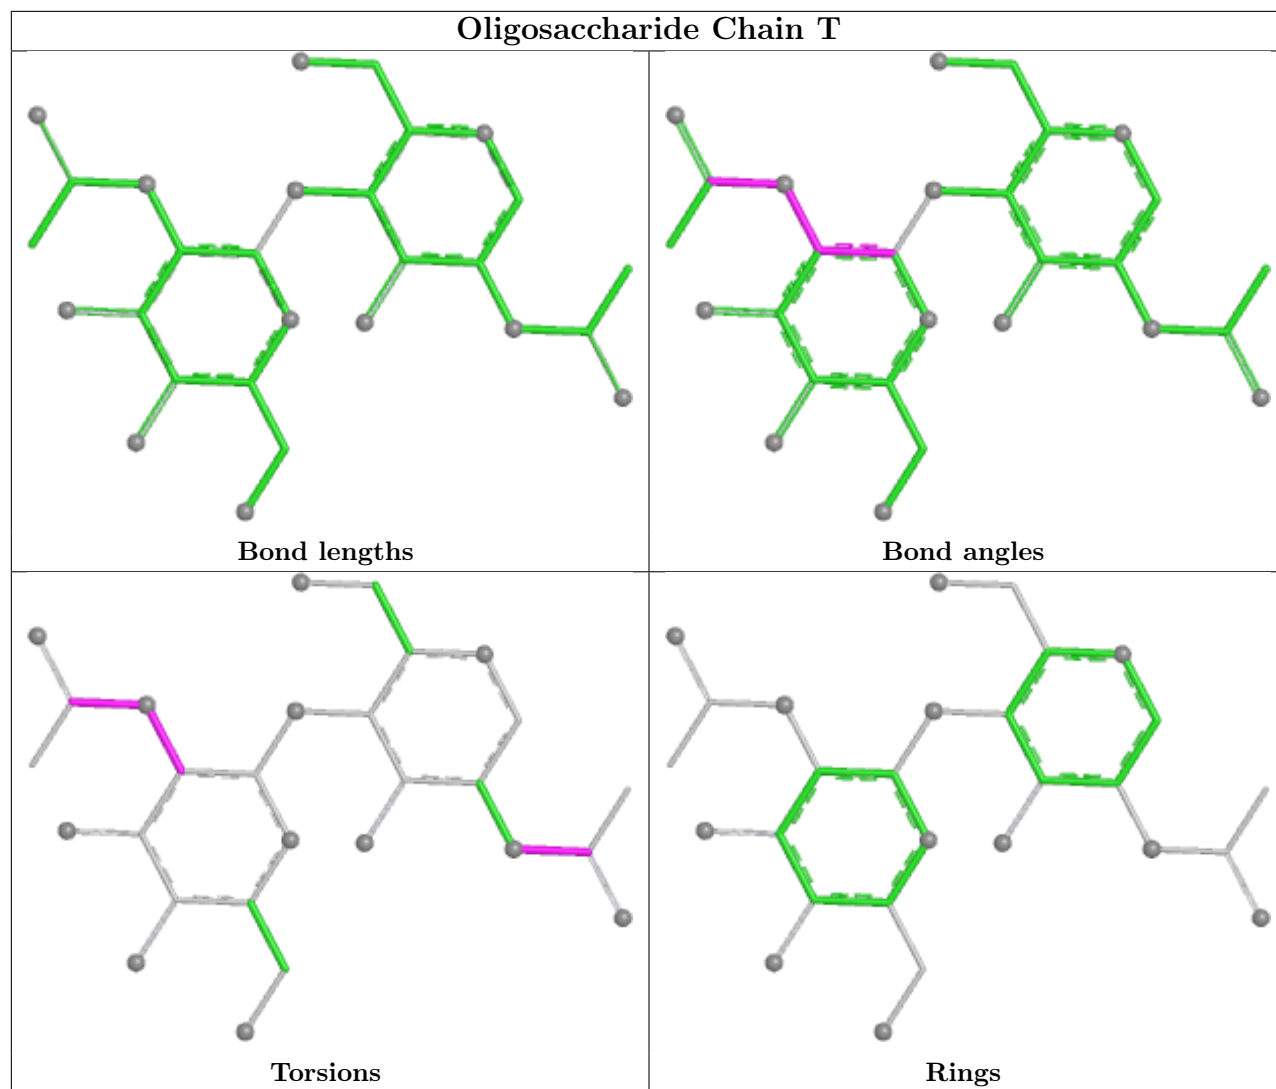 Oligosaccharide Chain T
Bond lengths
Bond angles
Torsions
Rings